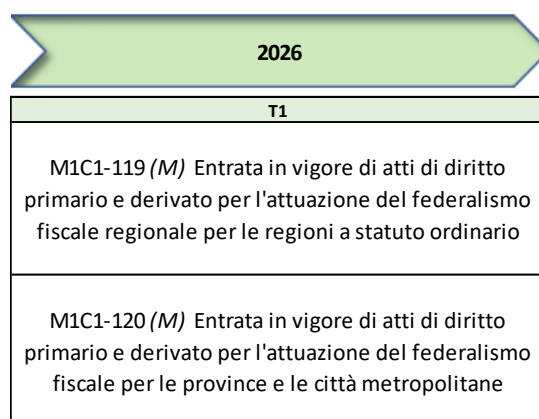 2026
T1
M1C1-119 (M) Entrata in vigore di atti di diritto
primario e derivato per l'attuazione del federalismo
fiscale regionale per le regioni a statuto ordinario
M1C1-120 (M) Entrata in vigore di atti di diritto
primario e derivato per l'attuazione del federalismo
fiscale per le province e le città metropolitane